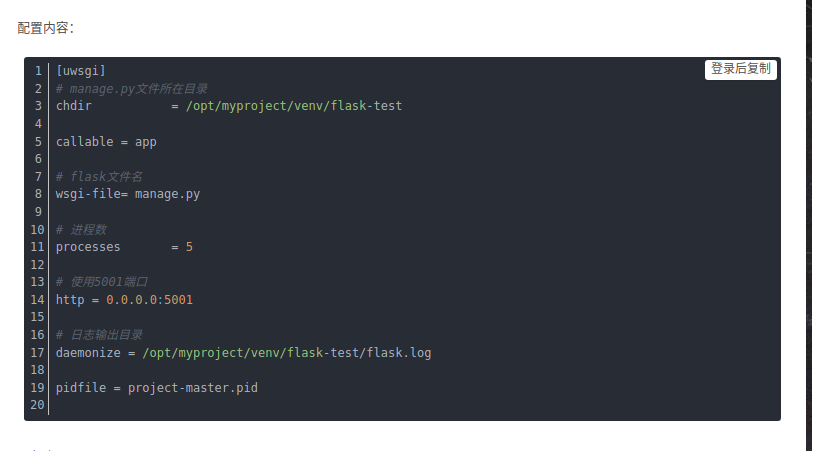 配置内容：
登录后复制
1 [uwsgi]
2 # manage.py文件所在目录
3 chdir           = /opt/myproject/venv/flask-test
4
5 callable = app
6
7 # flask文件名
8 wsgi-file= manage.py
9
10 # 进程数
11 processes       = 5
12
13 # 使用5001端口
14 http = 0.0.0.0:5001
15
16 # 日志输出目录
17 daemonize = /opt/myproject/venv/flask-test/flask.log
18
19 pidfile = project-master.pid
20